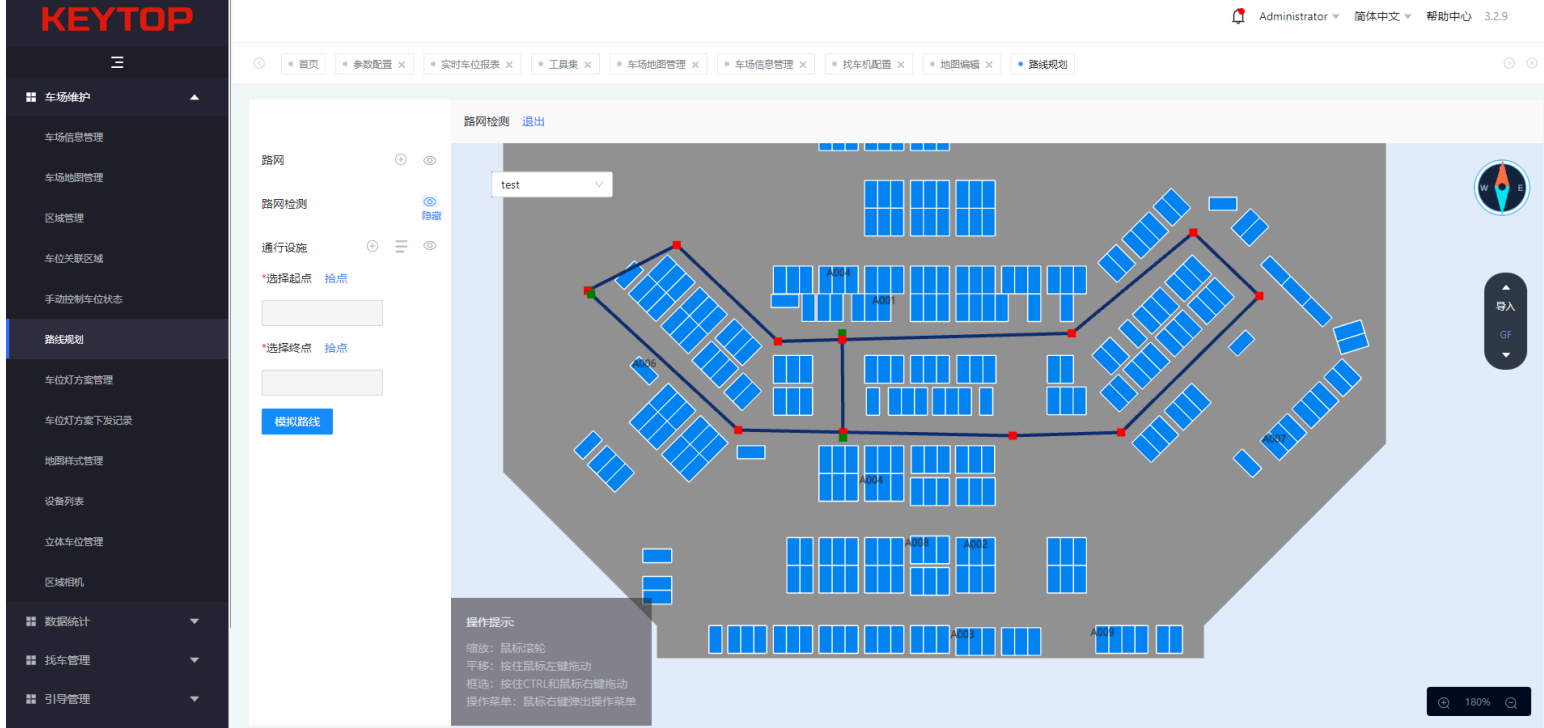 KEYTOP
Administrator 简体中文 帮助中心 3.2.9
首页 参数配置 实时车位报表 工具集 车场地图管理 车场信息管理 找车机配置 地图编辑 路线规划
车场维护
车场信息管理
车场地图管理
区域管理
车位关联区域
手动控制车位状态
路线规划
车位灯方案管理
车位灯方案下发记录
地图样式管理
设备列表
立体车位管理
区域相机
数据统计
找车管理
引导管理
路网
路网检测
隐藏
通行设施
*选择起点 拾点
*选择终点 拾点
模拟路线
路网检测 退出
test
W E
导入
GF
A004
A001
A006
A007
A004
A008
A002
A003
A009
操作提示:
缩放：鼠标滚轮
平移：按住鼠标左键拖动
框选：按住CTRL和鼠标右键拖动
操作菜单：鼠标右键弹出操作菜单
180%